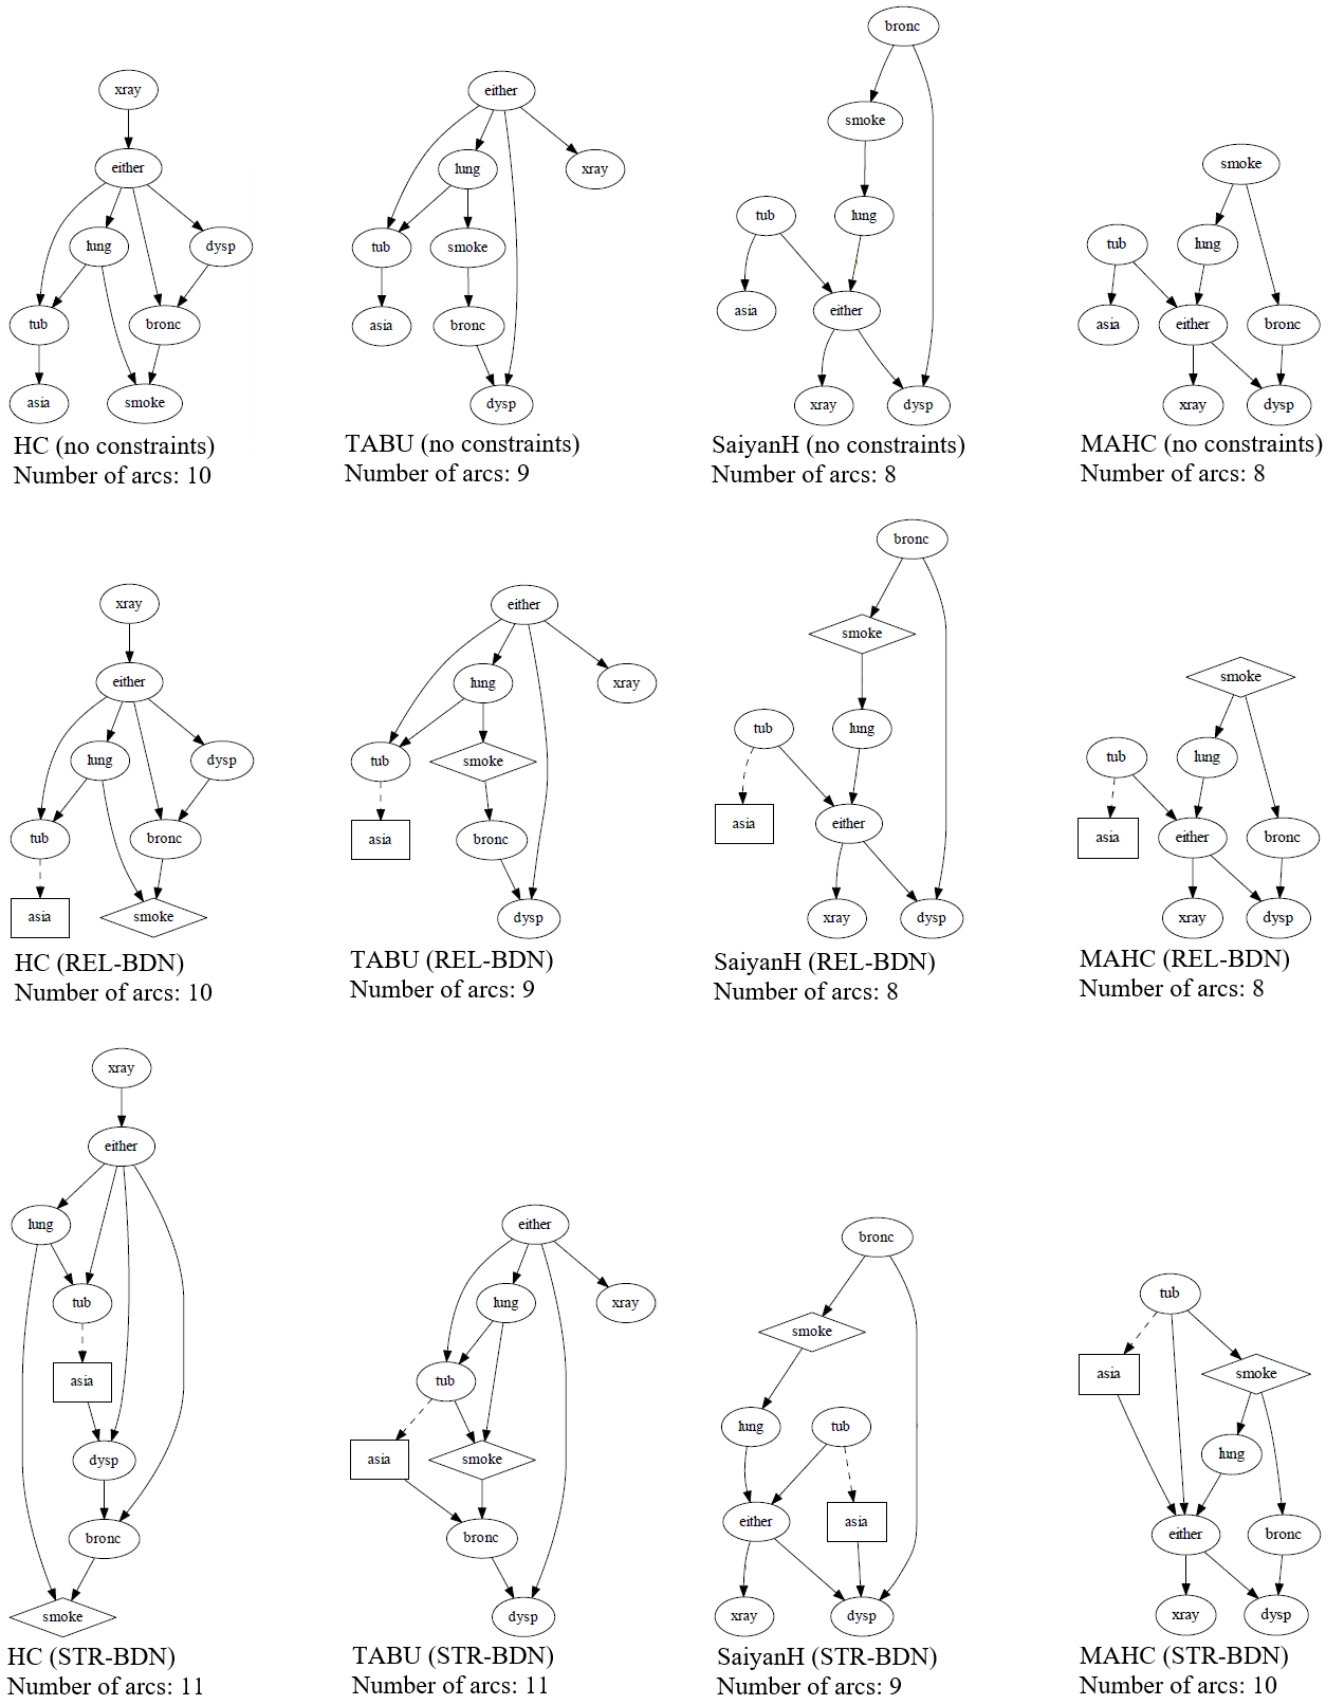 xray
either
lung
dysp
tub
bronc
asia
smoke
HC (no constraints)
Number of arcs: 10
either
lung
xray
tub
smoke
asia
bronc
dysp
TABU (no constraints)
Number of arcs: 9
bronc
smoke
tub
lung
asia
either
xray
dysp
SaiyanH (no constraints)
Number of arcs: 8
smoke
tub
lung
asia
either
bronc
xray
dysp
MAHC (no constraints)
Number of arcs: 8
xray
either
lung
dysp
tub
bronc
asia
smoke
HC (REL-BDN)
Number of arcs: 10
either
lung
xray
tub
smoke
asia
bronc
dysp
TABU (REL-BDN)
Number of arcs: 9
bronc
smoke
tub
lung
asia
either
xray
dysp
SaiyanH (REL-BDN)
Number of arcs: 8
smoke
tub
lung
asia
either
bronc
xray
dysp
MAHC (REL-BDN)
Number of arcs: 8
xray
either
lung
tub
asia
dysp
bronc
smoke
HC (STR-BDN)
Number of arcs: 11
either
lung
xray
tub
asia
smoke
bronc
dysp
TABU (STR-BDN)
Number of arcs: 11
bronc
smoke
lung
tub
either
asia
xray
dysp
SaiyanH (STR-BDN)
Number of arcs: 9
tub
asia
smoke
lung
either
bronc
xray
dysp
MAHC (STR-BDN)
Number of arcs: 10